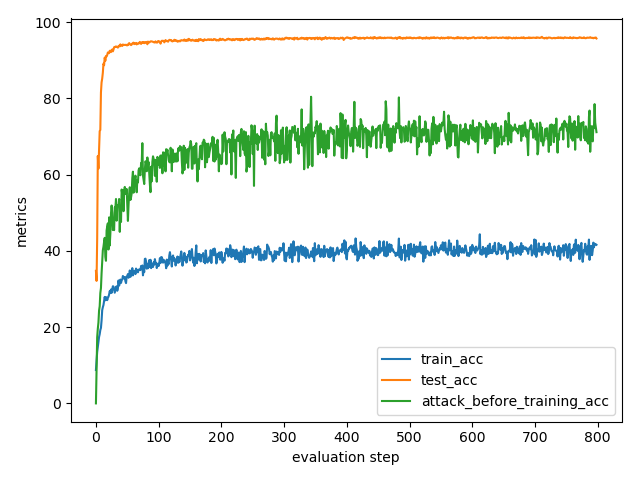 100
80
60
40
20
0
metrics
train_acc
test_acc
attack_before_training_acc
0 100 200 300 400 500 600 700 800
evaluation step